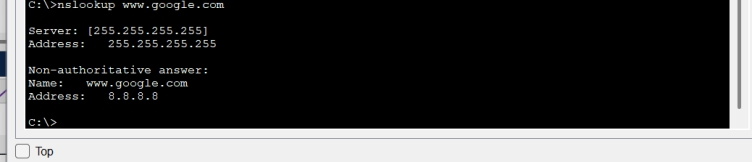 C:\>nslookup www.google.com
Server: [255.255.255.255]
Address:   255.255.255.255
Non-authoritative answer:
Name:   www.google.com
Address:   8.8.8.8
C:\>
Top